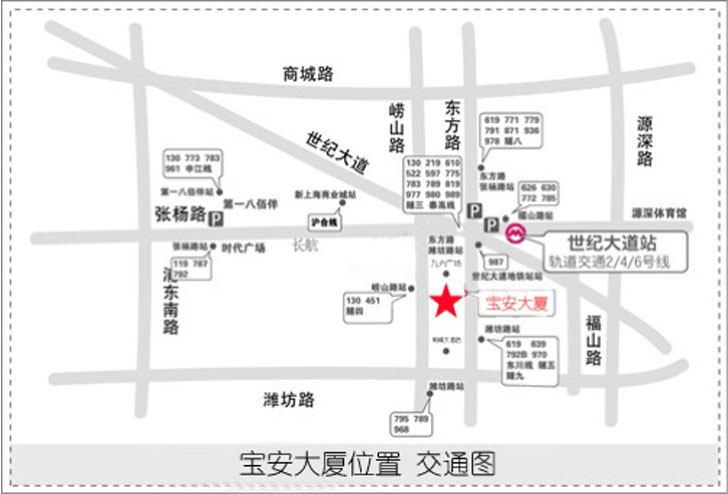 商城路
崂山路
东方路
源深路
世纪大道
619 771 779
791 871 936
978 隧八
东方路
张杨路站
130 773 783
961 申江线
第一八佰伴站
第一八佰伴
张杨路
P
新上海商业城站
沪合线
130 219 610
522 597 775
783 789 819
977 980 989
隧三 蔡高线
626 630
772 785
福山路站
P
P
源深体育馆
世纪大道站
轨道交通2/4/6号线
张杨路站
时代广场
长航
119 787
792
浦东南路
东方路
潍坊路站
九六广场
987
世纪大道地铁站站
崂山路站
130 451
隧四
宝安大厦
福山路
潍坊路站
619 639
792B 970
东川线 隧五
隧九
潍坊路
潍坊路站
795 789
968
宝安大厦位置 交通图